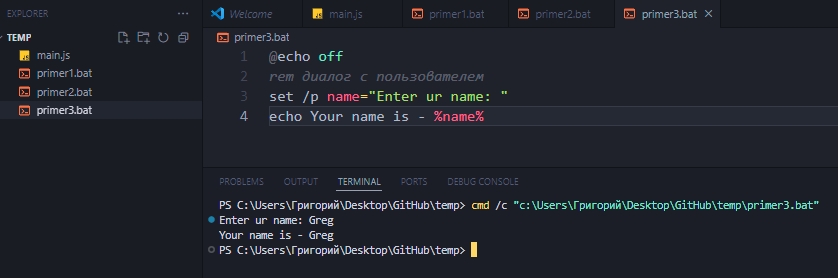 EXPLORER
TEMP
main.js
primer1.bat
primer2.bat
primer3.bat
Welcome
main.js
primer1.bat
primer2.bat
primer3.bat
primer3.bat
1 @echo off
2 rem диалог с пользователем
3 set /p name="Enter ur name: "
4 echo Your name is - %name%
PROBLEMS OUTPUT TERMINAL PORTS DEBUG CONSOLE
PS C:\Users\Григорий\Desktop\GitHub\temp> cmd /c "c:\Users\Григорий\Desktop\GitHub\temp\primer3.bat"
Enter ur name: Greg
Your name is - Greg
PS C:\Users\Григорий\Desktop\GitHub\temp>